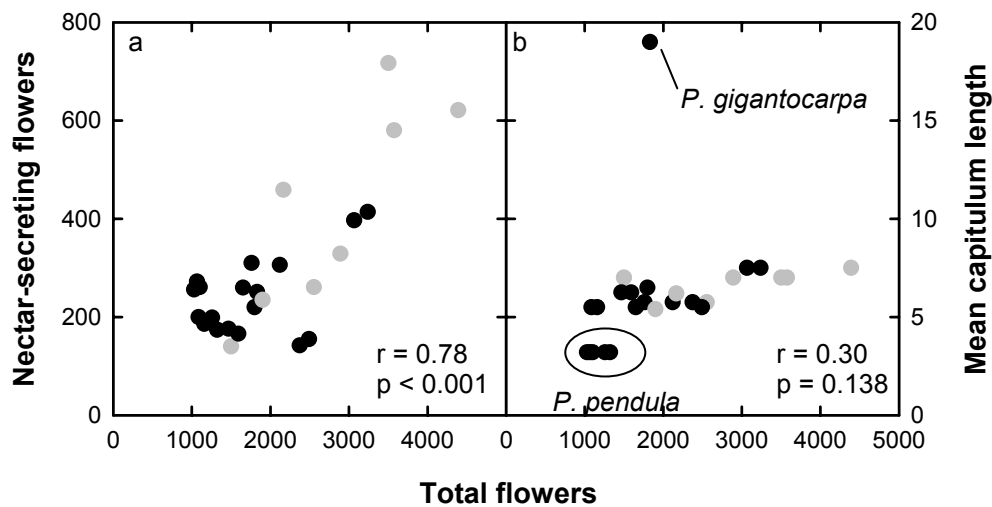 a
b
800
600
400
200
0
Nectar-secreting flowers
r = 0.78
p < 0.001
0 1000 2000 3000 4000
P. gigantocarpa
P. pendula
r = 0.30
p = 0.138
0 1000 2000 3000 4000 5000
20
15
10
5
0
Mean capitulum length
Total flowers